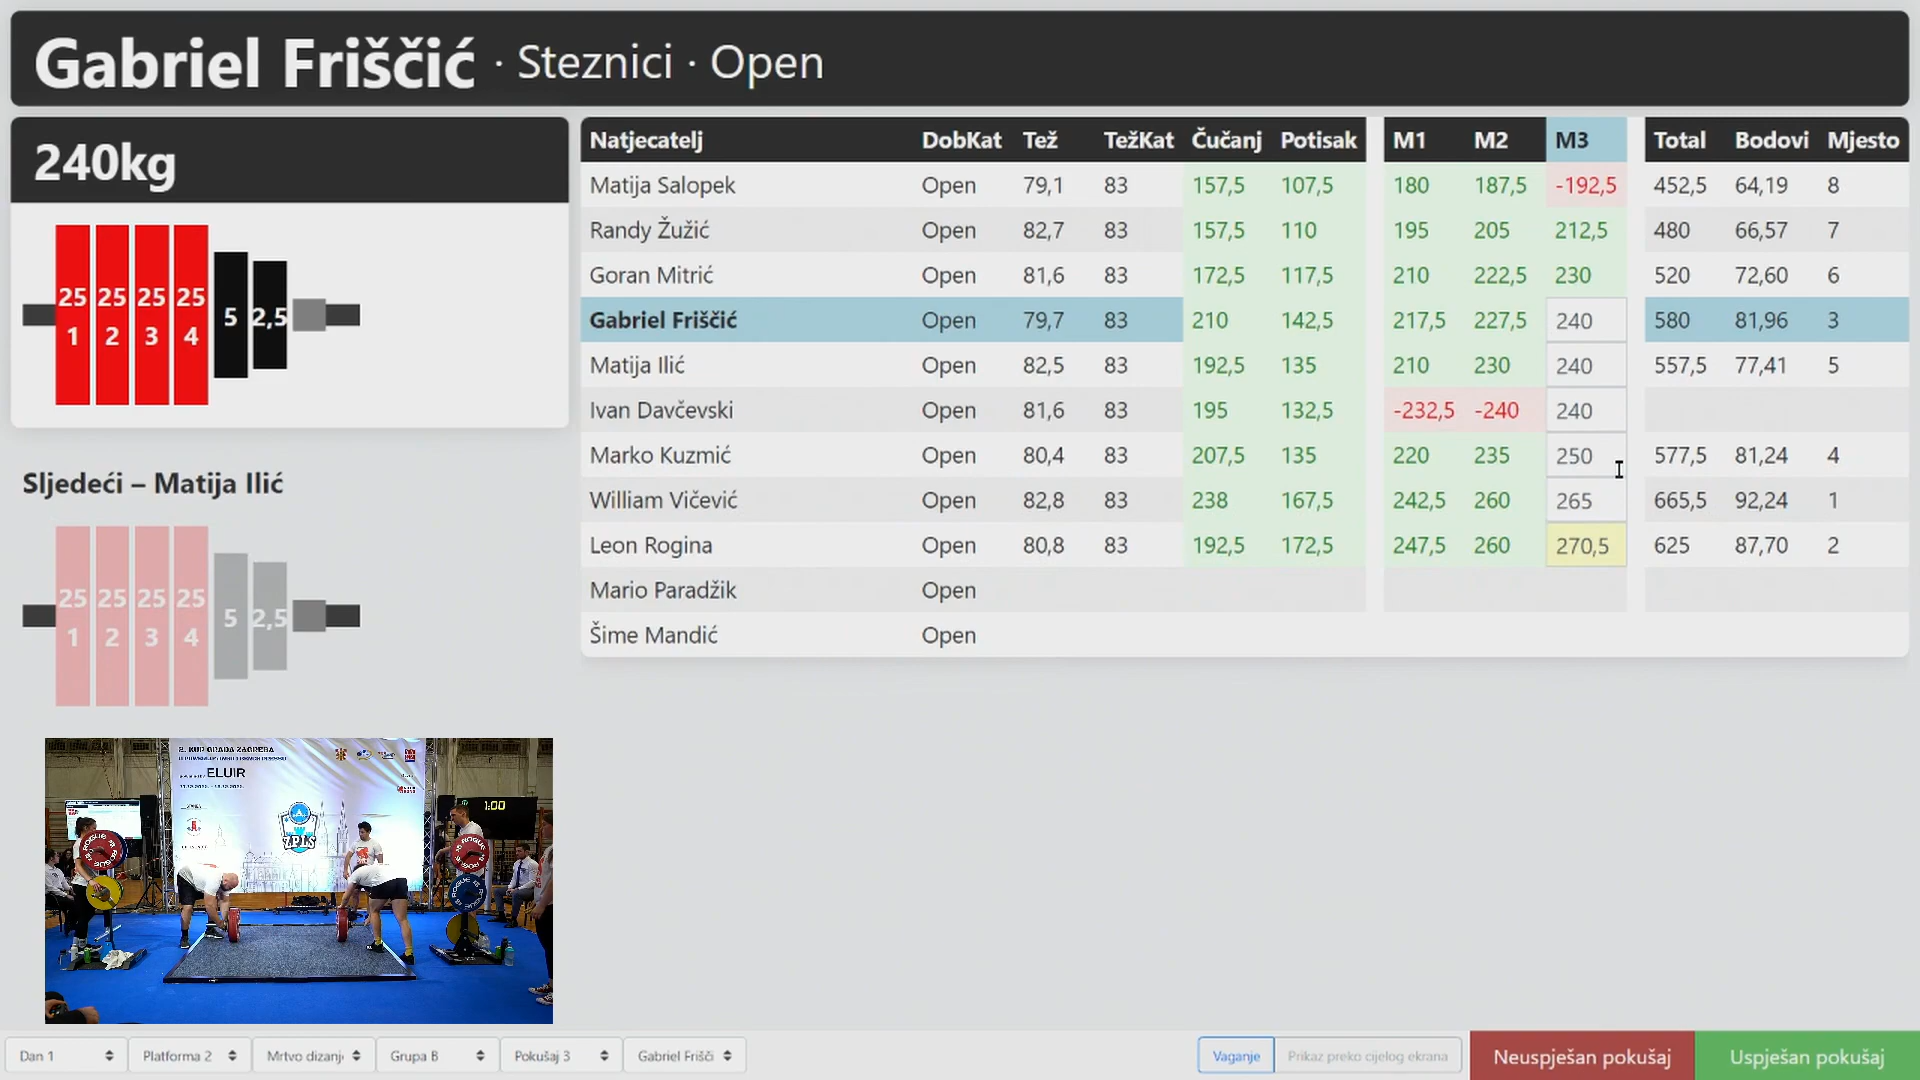 Gabriel Friščić · Steznici · Open
240kg
25 25 25 25 5 2,5
1 2 3 4
Sljedeći – Matija Ilić
25 25 25 25 5 2,5
1 2 3 4
Natjecatelj DobKat Tež TežKat Čučanj Potisak M1 M2 M3 Total Bodovi Mjesto
Matija Salopek Open 79,1 83 157,5 107,5 180 187,5 -192,5 452,5 64,19 8
Randy Žužić Open 82,7 83 157,5 110 195 205 212,5 480 66,57 7
Goran Mitrić Open 81,6 83 172,5 117,5 210 222,5 230 520 72,60 6
Gabriel Friščić Open 79,7 83 210 142,5 217,5 227,5 240 580 81,96 3
Matija Ilić Open 82,5 83 192,5 135 210 230 240 557,5 77,41 5
Ivan Davčevski Open 81,6 83 195 132,5 -232,5 -240 240
Marko Kuzmić Open 80,4 83 207,5 135 220 235 250 577,5 81,24 4
William Vičević Open 82,8 83 238 167,5 242,5 260 265 665,5 92,24 1
Leon Rogina Open 80,8 83 192,5 172,5 247,5 260 270,5 625 87,70 2
Mario Paradžik Open
Šime Mandić Open
2. KUP GRADA ZAGREBA
ELUIR
ZPLS
1:00
ROGUE
ROGUE
ROGUE
Dan 1 Platforma 2 Mrtvo dizanj Grupa B Pokušaj 3 Gabriel Frišči Vaganje Prikaz preko cijelog ekrana Neuspješan pokušaj Uspješan pokušaj